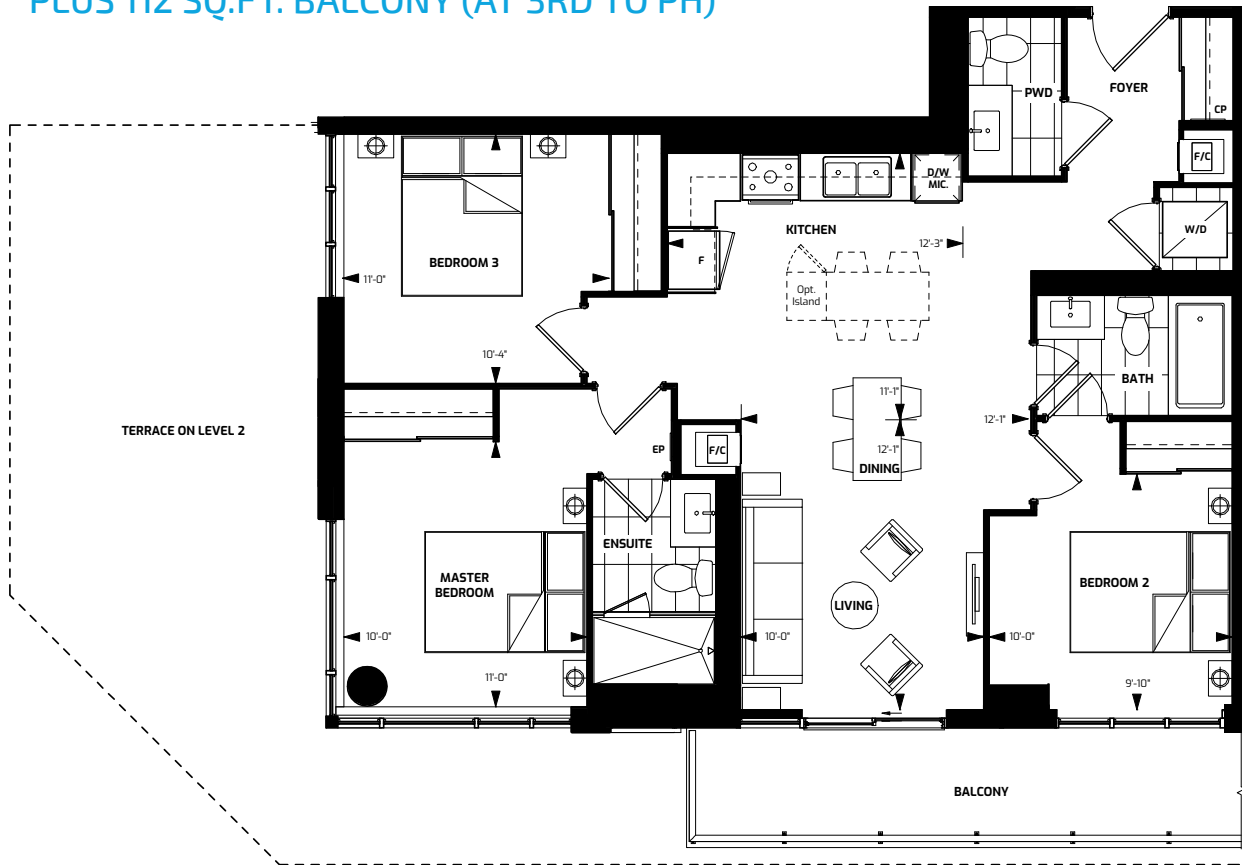 PLUS 112 SQ.FT. BALCONY (AT 3RD TO PH)
PWD
FOYER
CP
F/C
D/W
MIC.
W/D
KITCHEN
12'-3"
F
BEDROOM 3
11'-0"
Opt.
Island
10'-4"
BATH
11'-1"
12'-1"
12'-1"
DINING
TERRACE ON LEVEL 2
EP
F/C
ENSUITE
MASTER
BEDROOM
BEDROOM 2
LIVING
10'-0"
10'-0"
10'-0"
11'-0"
9'-10"
BALCONY